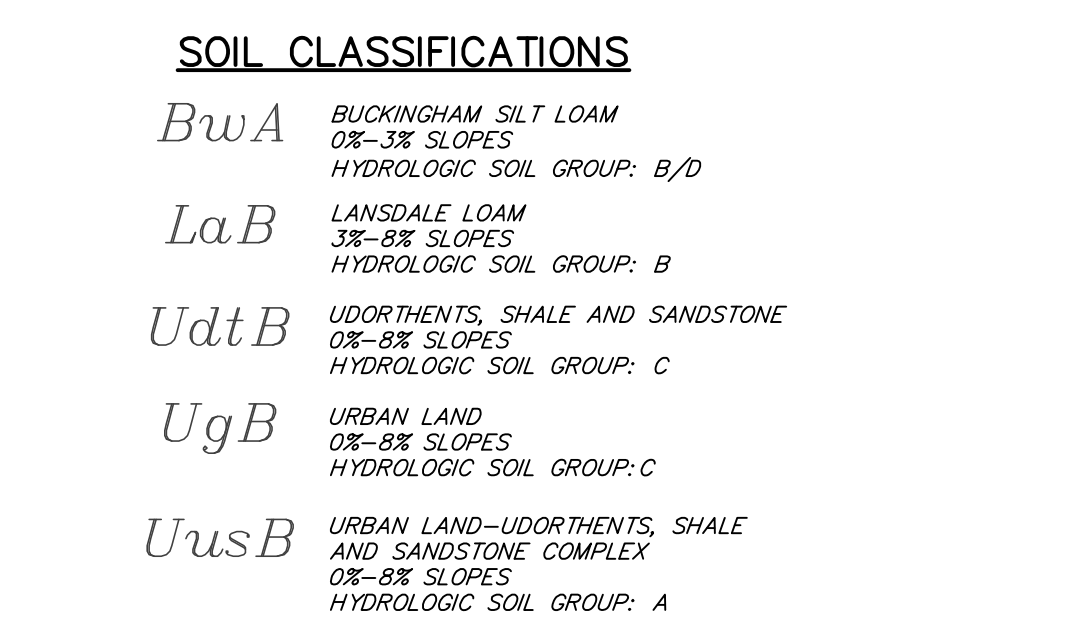 SOIL CLASSIFICATIONS
BwA
BUCKINGHAM SILT LOAM
0%-3% SLOPES
HYDROLOGIC SOIL GROUP: B/D
LaB
LANSDALE LOAM
3%-8% SLOPES
HYDROLOGIC SOIL GROUP: B
UdtB
UDORTHENTS, SHALE AND SANDSTONE
0%-8% SLOPES
HYDROLOGIC SOIL GROUP: C
UgB
URBAN LAND
0%-8% SLOPES
HYDROLOGIC SOIL GROUP:C
UusB
URBAN LAND-UDORTHENTS, SHALE
AND SANDSTONE COMPLEX
0%-8% SLOPES
HYDROLOGIC SOIL GROUP: A